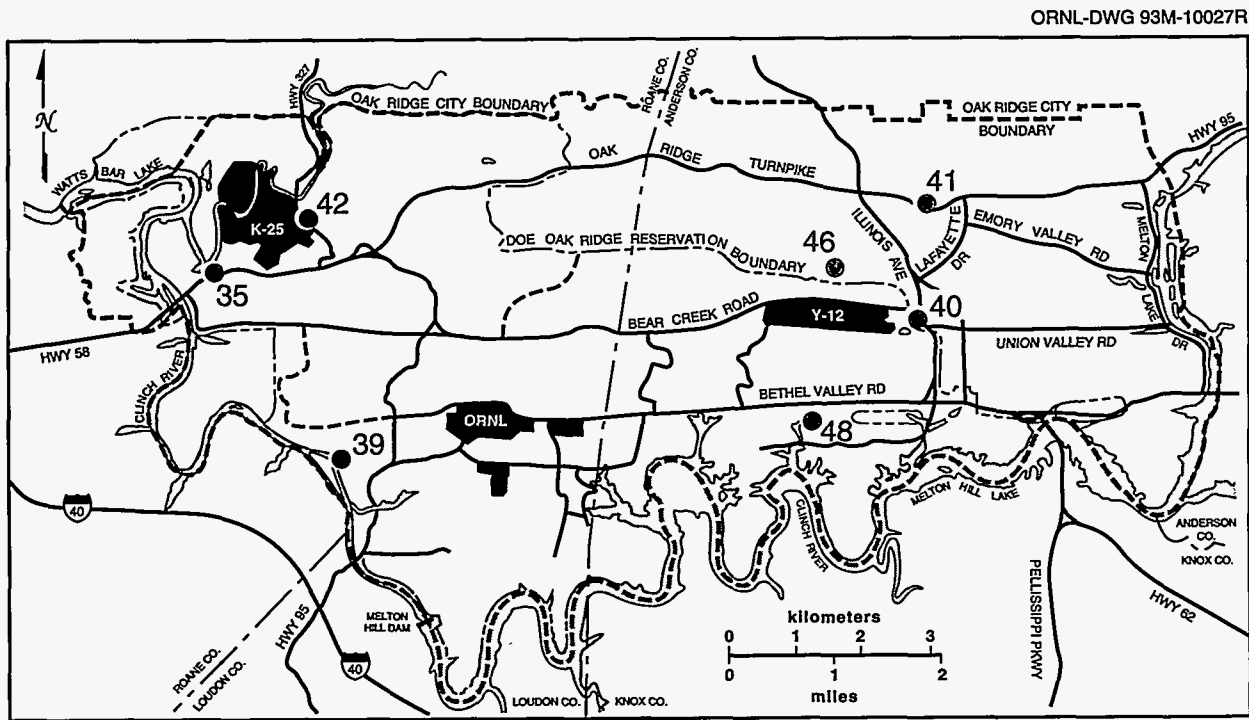 ORNL-DWG 93M-10027R
N
HWY 327
OAK RIDGE CITY BOUNDARY
ROANE CO.
ANDERSON CO.
OAK RIDGE CITY
BOUNDARY
HWY 95
WATTS BAR LAKE
OAK RIDGE TURNPIKE
K-25
42
41
ILLINOIS AVE
LAFAYETTE
DR
EMORY VALLEY RD
MELTON
LAKE
DR
DOE OAK RIDGE RESERVATION BOUNDARY
46
35
BEAR CREEK ROAD
Y-12
40
HWY 58
UNION VALLEY RD
CLINCH RIVER
BETHEL VALLEY RD
ORNL
48
39
MELTON HILL LAKE
CLINCH RIVER
40
ANDERSON
CO.
KNOX CO.
PELLISSIPPI PKWY
HWY 62
HWY 95
MELTON
HILL DAM
kilometers
0 1 2 3
0 1 2
miles
ROANE CO.
LOUDON CO.
40
LOUDON CO.
KNOX CO.